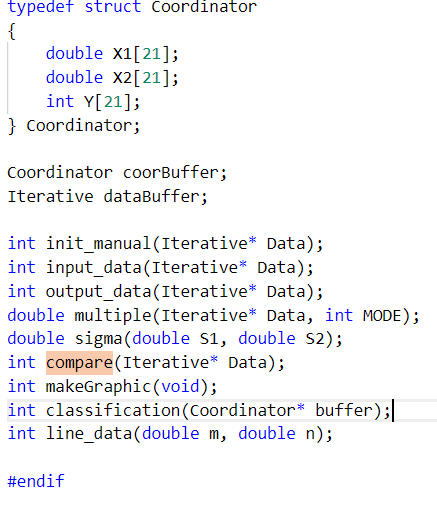 typedef struct Coordinator
{
    double X1[21];
    double X2[21];
    int Y[21];
} Coordinator;

Coordinator coorBuffer;
Iterative dataBuffer;

int init_manual(Iterative* Data);
int input_data(Iterative* Data);
int output_data(Iterative* Data);
double multiple(Iterative* Data, int MODE);
double sigma(double S1, double S2);
int compare(Iterative* Data);
int makeGraphic(void);
int classification(Coordinator* buffer);
int line_data(double m, double n);

#endif